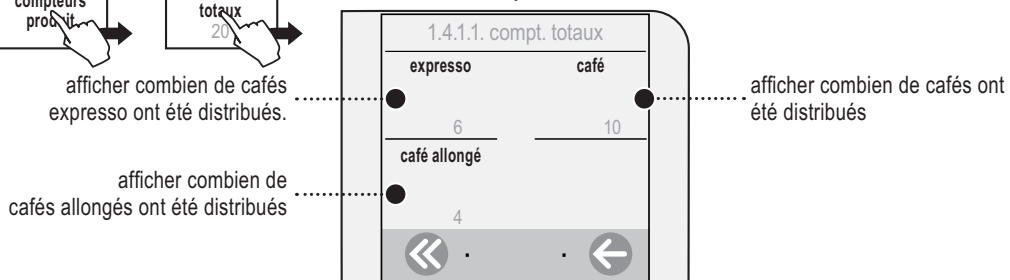 compteurs
produit
totaux
20
1.4.1.1. compt. totaux
expresso
café
afficher combien de cafés
expresso ont été distribués.
afficher combien de cafés ont
été distribués
6
10
café allongé
afficher combien de
cafés allongés ont été distribués
4